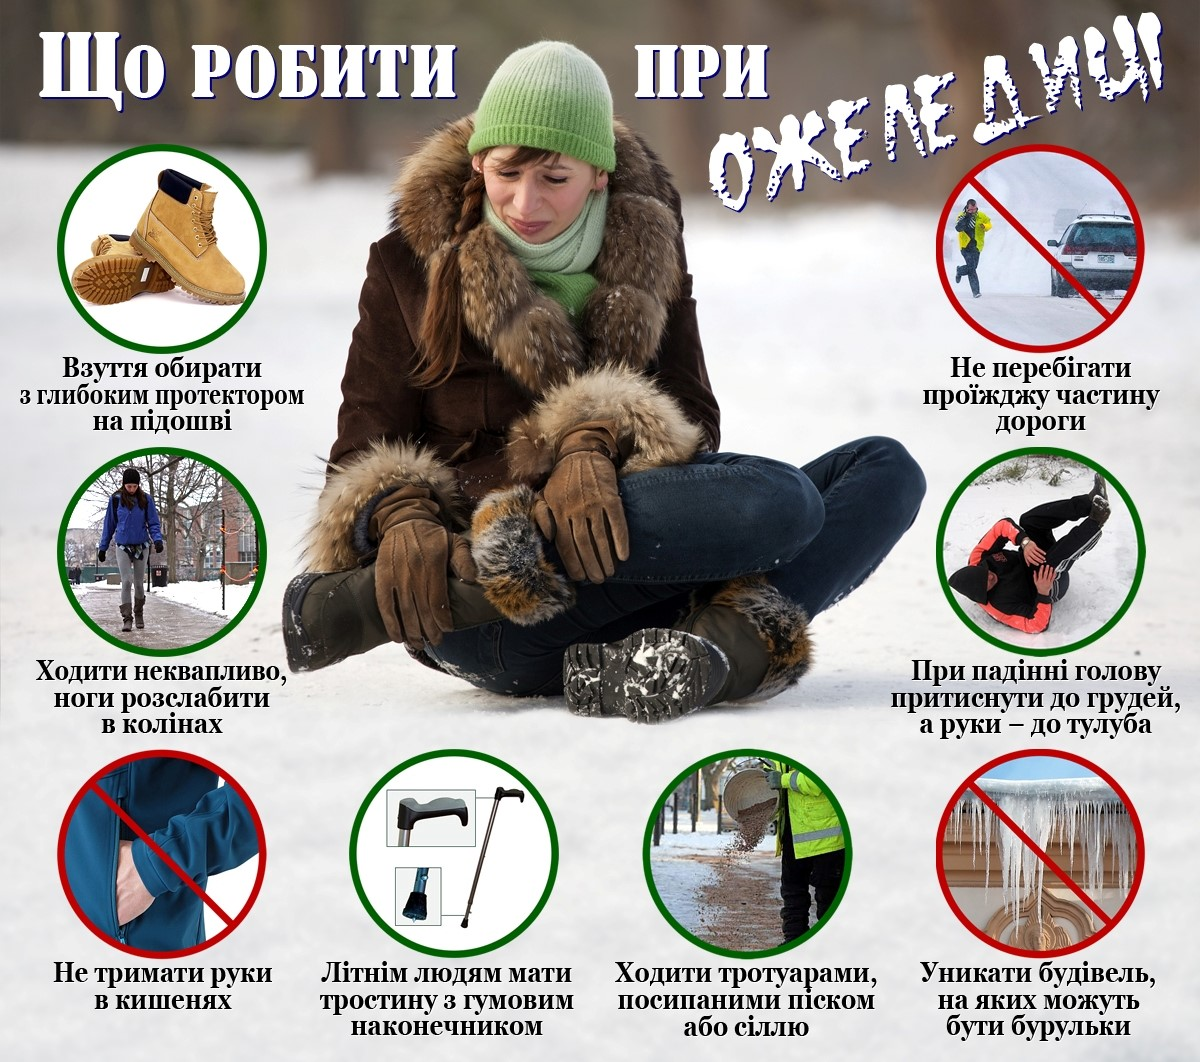 Що робити при ожеледиці
Взуття обирати
з глибоким протектором
на підошві
Не перебігати
проїжджу частину
дороги
Ходити неквапливо,
ноги розслабити
в колінах
При падінні голову
притиснути до грудей,
а руки – до тулуба
Не тримати руки
в кишенях
Літнім людям мати
тростину з гумовим
наконечником
Ходити тротуарами,
посипаними піском
або сіллю
Уникати будівель,
на яких можуть
бути бурульки